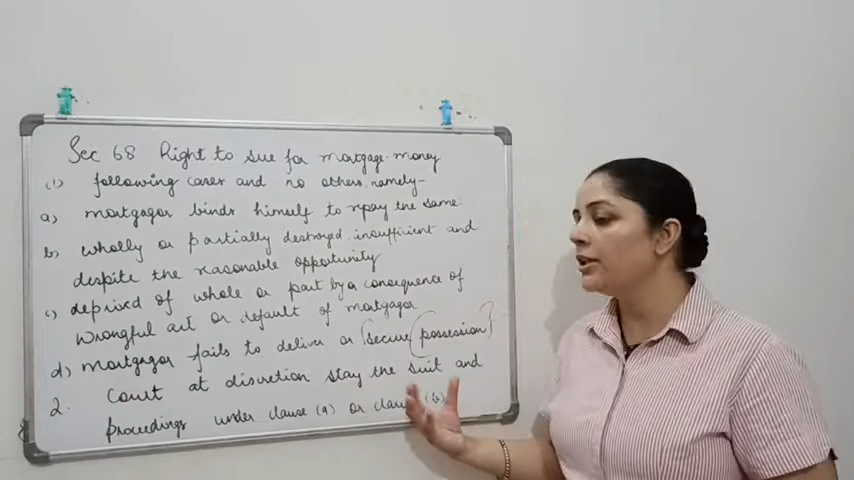 Sec 68 Right to sue for mortgage-money
(1) following cases and no others, namely-
a) mortgagor binds himself to repay the same
b) wholly or partially destroyed insufficient and
despite the reasonable opportunity
c) deprived of whole or part by or a consequence of
wrongful act or default of mortgagor
d) mortgagor fails to deliver or secure possession
2. Court at discretion stay the suit and
proceedings under clause (a) or clause (b)